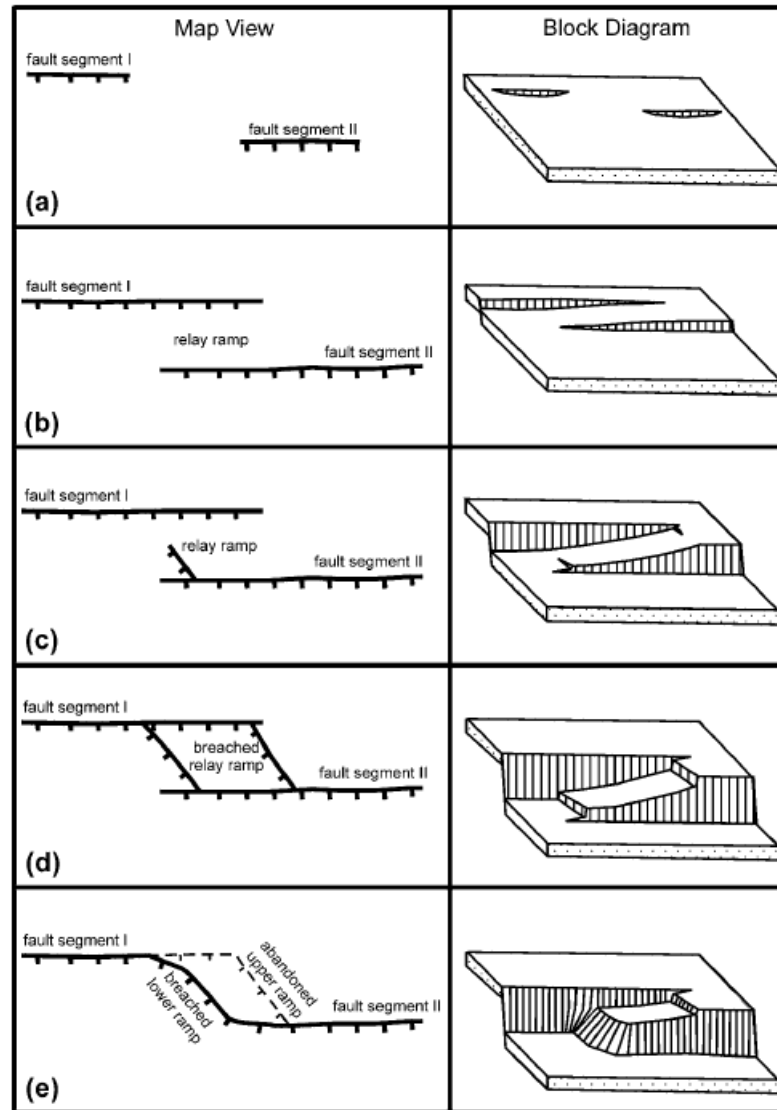 Map View
Block Diagram
fault segment I
fault segment II
(a)
fault segment I
relay ramp
fault segment II
(b)
fault segment I
relay ramp
fault segment II
(c)
fault segment I
breached
relay ramp
fault segment II
(d)
fault segment I
breached
lower ramp
abandoned
upper ramp
fault segment II
(e)